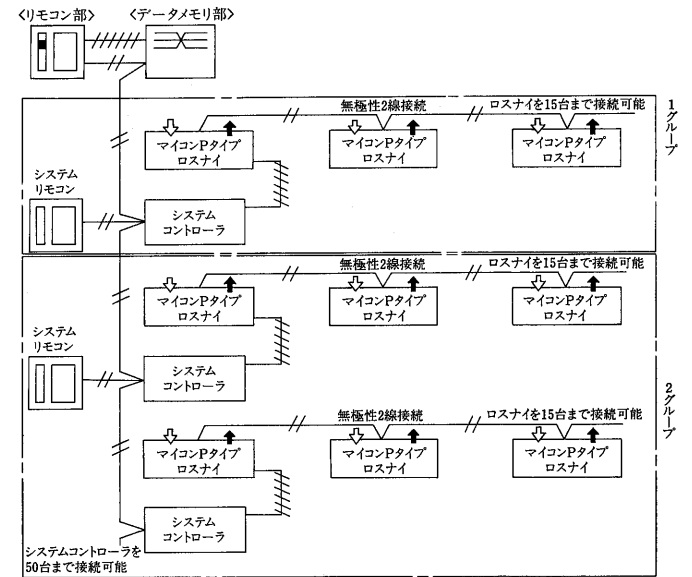 〈リモコン部〉
〈データメモリ部〉
無極性2線接続
ロスナイを15台まで接続可能
1グループ
マイコンPタイプ
ロスナイ
マイコンPタイプ
ロスナイ
マイコンPタイプ
ロスナイ
システム
リモコン
システム
コントローラ
無極性2線接続
ロスナイを15台まで接続可能
マイコンPタイプ
ロスナイ
マイコンPタイプ
ロスナイ
マイコンPタイプ
ロスナイ
システム
リモコン
システム
コントローラ
2グループ
無極性2線接続
ロスナイを15台まで接続可能
マイコンPタイプ
ロスナイ
マイコンPタイプ
ロスナイ
マイコンPタイプ
ロスナイ
システム
コントローラ
システムコントローラを
50台まで接続可能